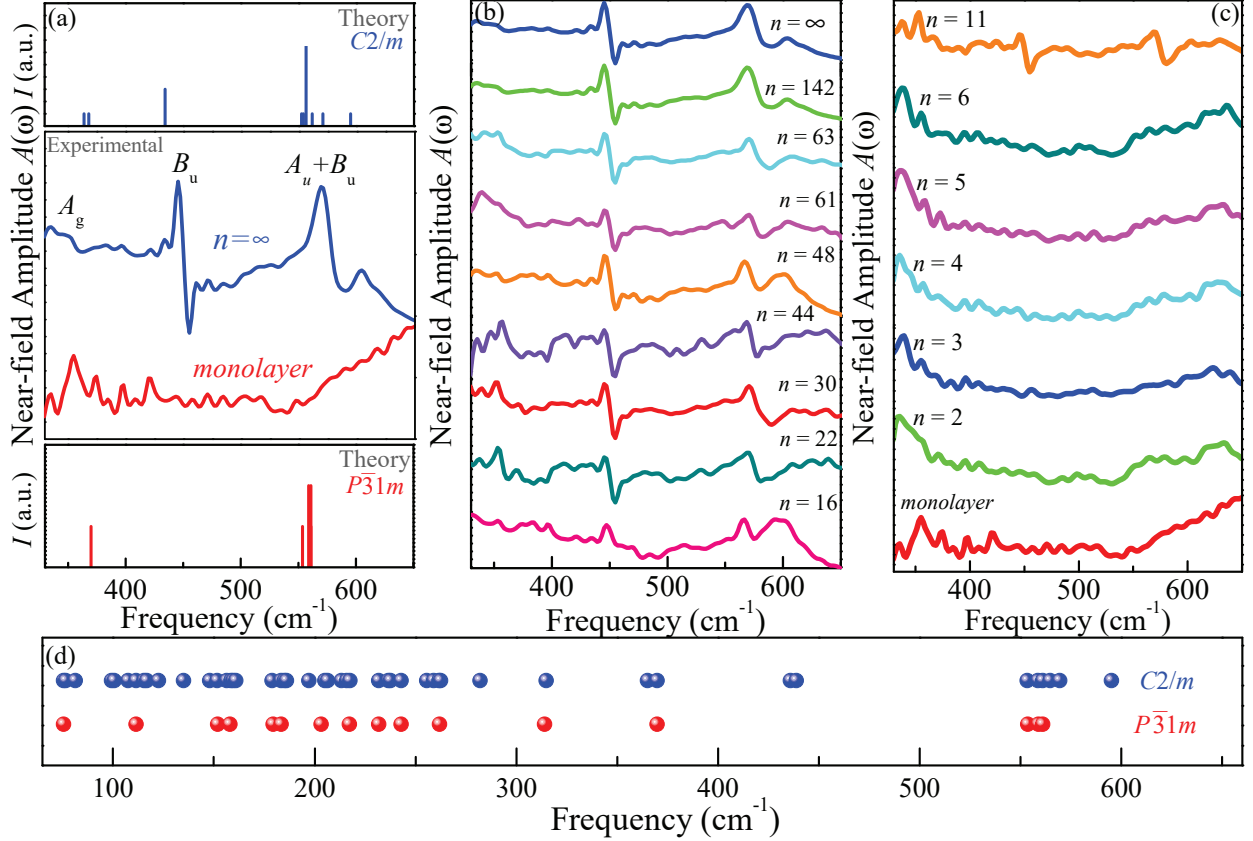 (a)
Theory
C2/m
I (a.u.)
Experimental
A_g
B_u
A_u + B_u
n = ∞
monolayer
Near-field Amplitude A(ω)
Theory
P3̅1m
I (a.u.)
400 500 600
Frequency (cm⁻¹)
(b)
n = ∞
n = 142
n = 63
n = 61
n = 48
n = 44
n = 30
n = 22
n = 16
Near-field Amplitude A(ω)
400 500 600
Frequency (cm⁻¹)
(c)
n = 11
n = 6
n = 5
n = 4
n = 3
n = 2
monolayer
Near-field Amplitude A(ω)
400 500 600
Frequency (cm⁻¹)
(d)
C2/m
P3̅1m
100 200 300 400 500 600
Frequency (cm⁻¹)